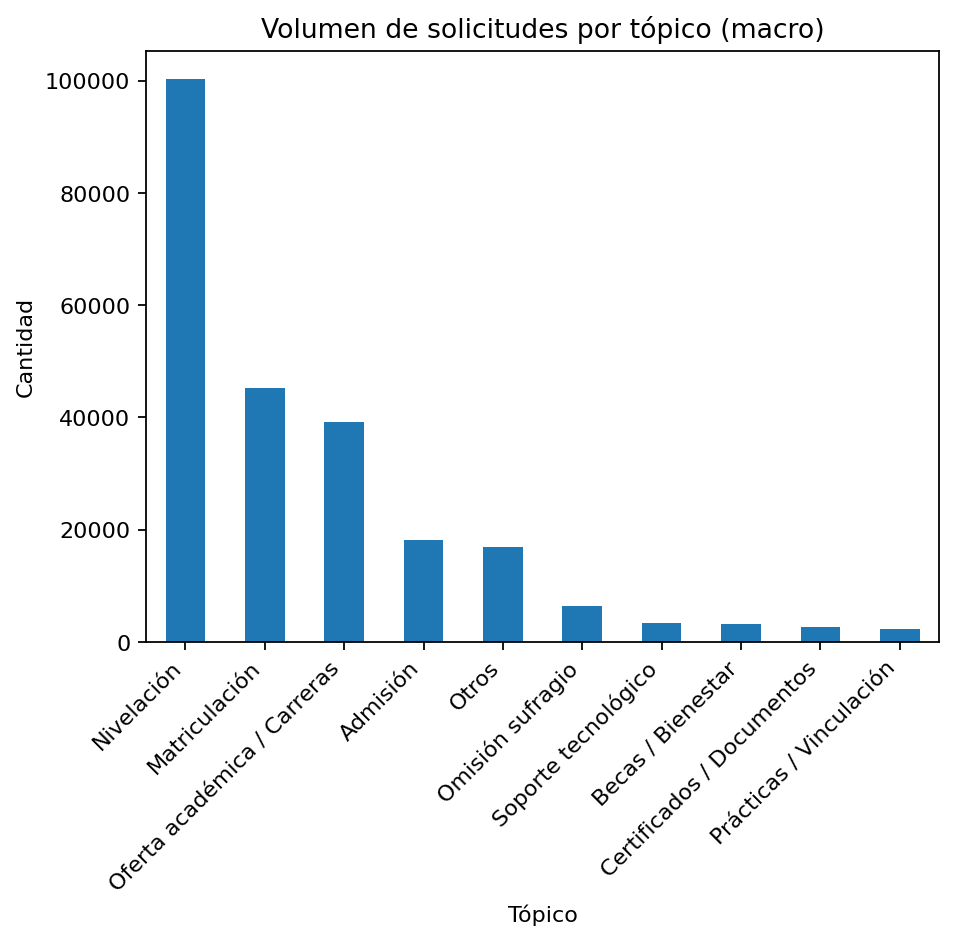 Volumen de solicitudes por tópico (macro)
Cantidad
100000
80000
60000
40000
20000
0
Nivelación
Matriculación
Oferta académica / Carreras
Admisión
Otros
Omisión sufragio
Soporte tecnológico
Becas / Bienestar
Certificados / Documentos
Prácticas / Vinculación
Tópico